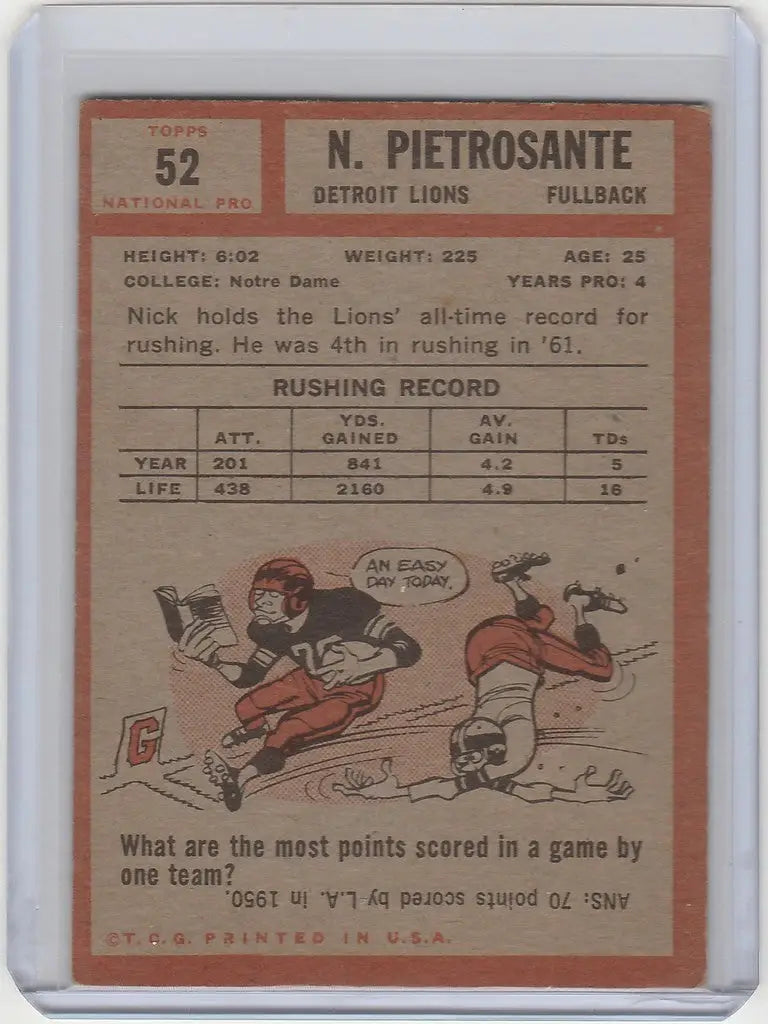 TOPPS
52
NATIONAL PRO
N. PIETROSANTE
DETROIT LIONS FULLBACK
HEIGHT: 6:02 WEIGHT: 225 AGE: 25
COLLEGE: Notre Dame YEARS PRO: 4
Nick holds the Lions' all-time record for
rushing. He was 4th in rushing in '61.
RUSHING RECORD
ATT. YDS. GAINED AV. GAIN TDs
YEAR 201 841 4.2 5
LIFE 438 2160 4.9 16
AN EASY
DAY TODAY.
G
What are the most points scored in a game by
one team?
ANS: 70 points scored by L.A. in 1950.
©T.C.G. PRINTED IN U.S.A.